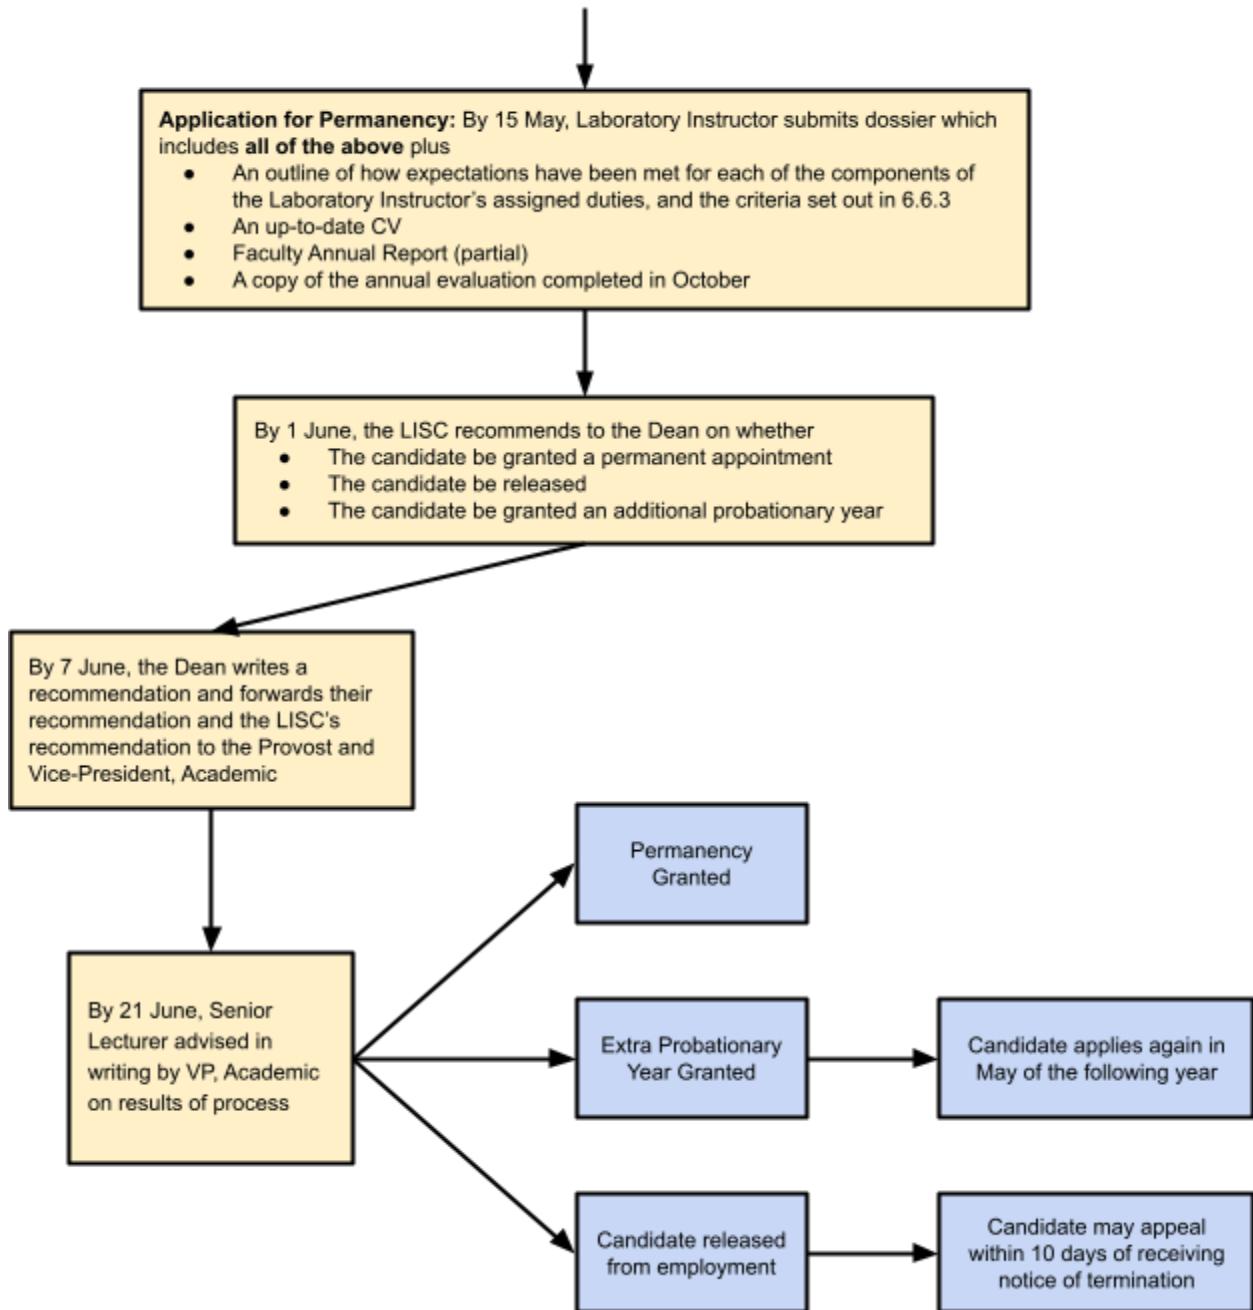 Application for Permanency: By 15 May, Laboratory Instructor submits dossier which
includes all of the above plus
● An outline of how expectations have been met for each of the components of
the Laboratory Instructor's assigned duties, and the criteria set out in 6.6.3
● An up-to-date CV
● Faculty Annual Report (partial)
● A copy of the annual evaluation completed in October
By 1 June, the LISC recommends to the Dean on whether
● The candidate be granted a permanent appointment
● The candidate be released
● The candidate be granted an additional probationary year
By 7 June, the Dean writes a
recommendation and forwards their
recommendation and the LISC's
recommendation to the Provost and
Vice-President, Academic
By 21 June, Senior
Lecturer advised in
writing by VP, Academic
on results of process
Permanency
Granted
Extra Probationary
Year Granted
Candidate applies again in
May of the following year
Candidate released
from employment
Candidate may appeal
within 10 days of receiving
notice of termination